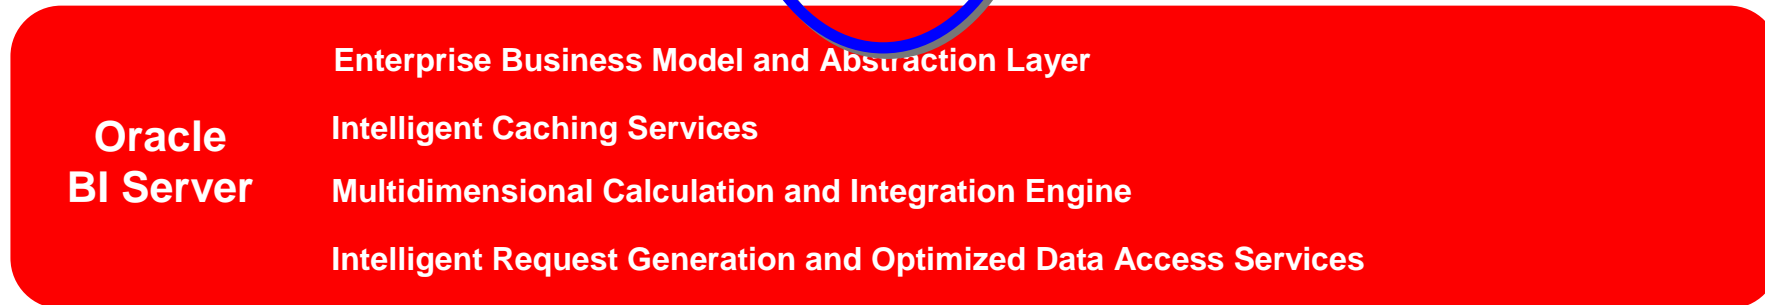 Enterprise Business Model and Abstraction Layer
Oracle
BI Server
Intelligent Caching Services
Multidimensional Calculation and Integration Engine
Intelligent Request Generation and Optimized Data Access Services